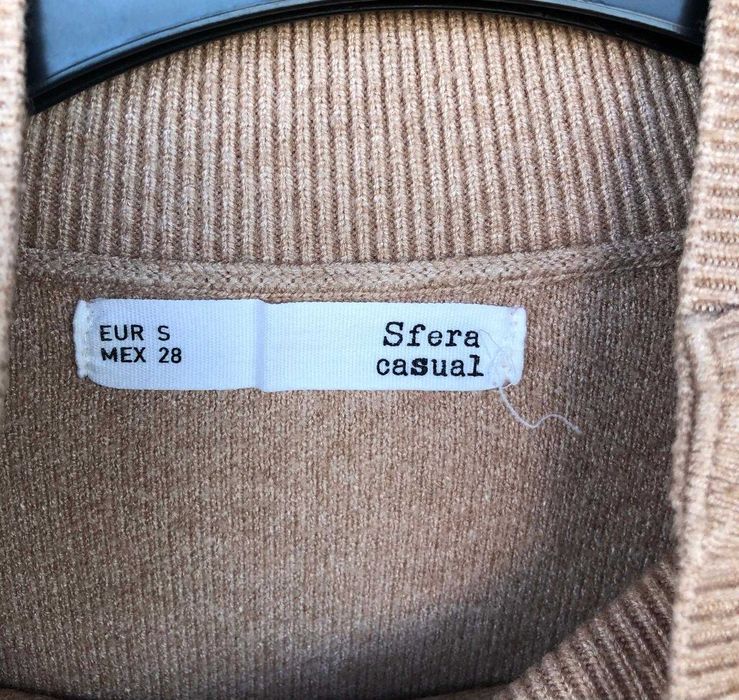 EUR S
MEX 28
Sfera
casual